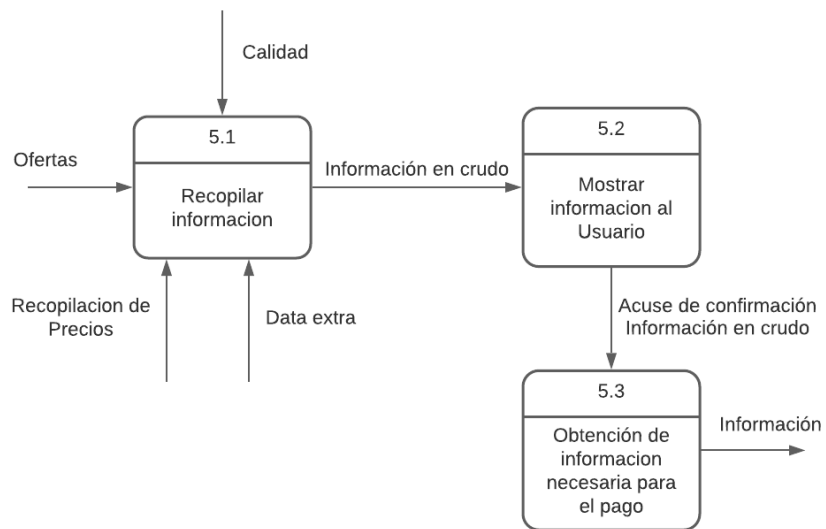 Calidad
5.1
5.2
Ofertas
Recopilar
informacion
Información en crudo
Mostrar
informacion al
Usuario
Recopilacion de
Precios
Data extra
Acuse de confirmación
Información en crudo
5.3
Obtención de
informacion
necesaria para
el pago
Información